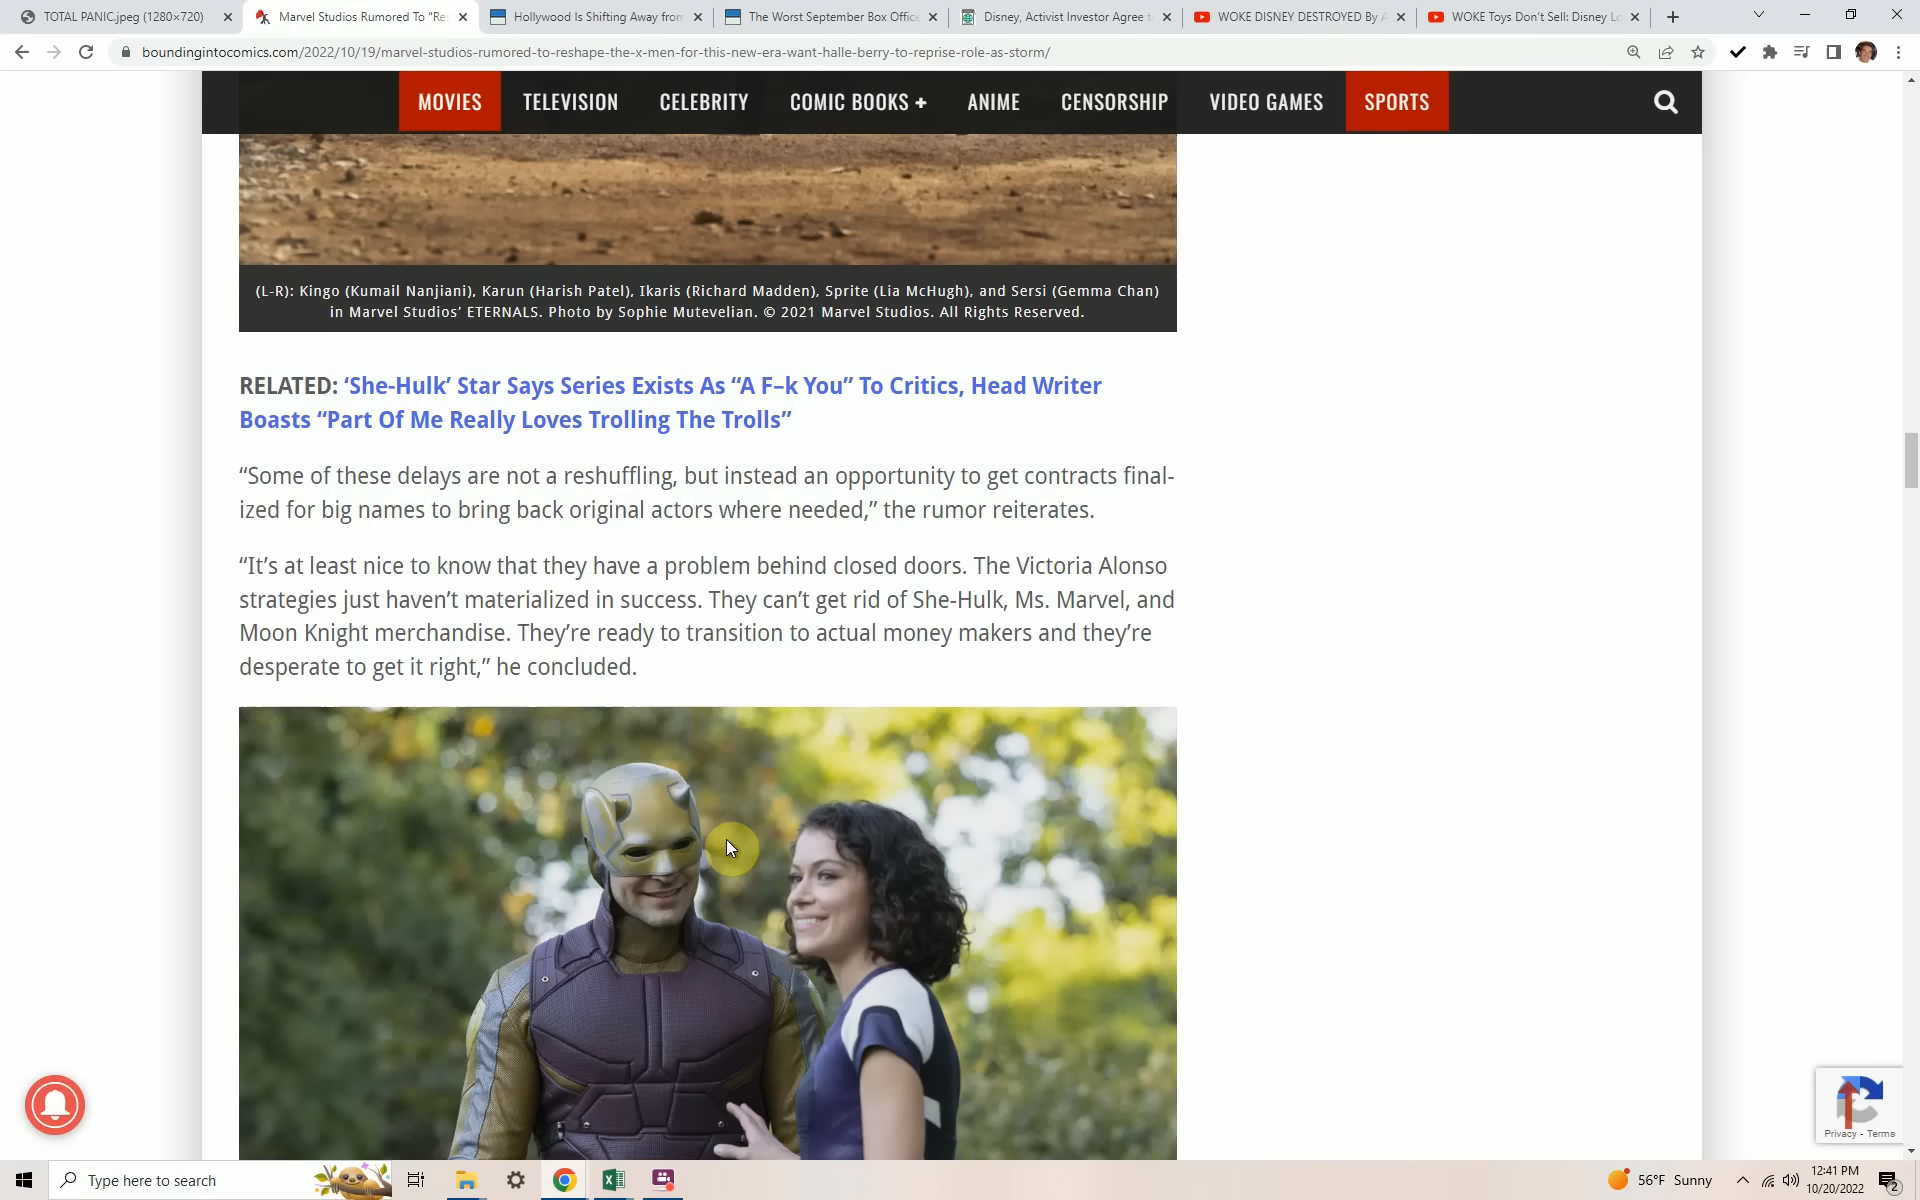 TOTAL PANIC.jpeg (1280×720)
Marvel Studios Rumored To "Re
Hollywood Is Shifting Away from
The Worst September Box Office
Disney, Activist Investor Agree t
WOKE DISNEY DESTROYED By A
WOKE Toys Don't Sell: Disney Lo
boundingintocomics.com/2022/10/19/marvel-studios-rumored-to-reshape-the-x-men-for-this-new-era-want-halle-berry-to-reprise-role-as-storm/
MOVIES TELEVISION CELEBRITY COMIC BOOKS + ANIME CENSORSHIP VIDEO GAMES SPORTS
(L-R): Kingo (Kumail Nanjiani), Karun (Harish Patel), Ikaris (Richard Madden), Sprite (Lia McHugh), and Sersi (Gemma Chan)
in Marvel Studios’ ETERNALS. Photo by Sophie Mutevelian. © 2021 Marvel Studios. All Rights Reserved.
RELATED: ‘She-Hulk’ Star Says Series Exists As “A F–k You” To Critics, Head Writer
Boasts “Part Of Me Really Loves Trolling The Trolls”
“Some of these delays are not a reshuffling, but instead an opportunity to get contracts final-
ized for big names to bring back original actors where needed,” the rumor reiterates.
“It’s at least nice to know that they have a problem behind closed doors. The Victoria Alonso
strategies just haven’t materialized in success. They can’t get rid of She-Hulk, Ms. Marvel, and
Moon Knight merchandise. They’re ready to transition to actual money makers and they’re
desperate to get it right,” he concluded.
Privacy - Terms
Type here to search
56°F Sunny
12:41 PM
10/20/2022
2